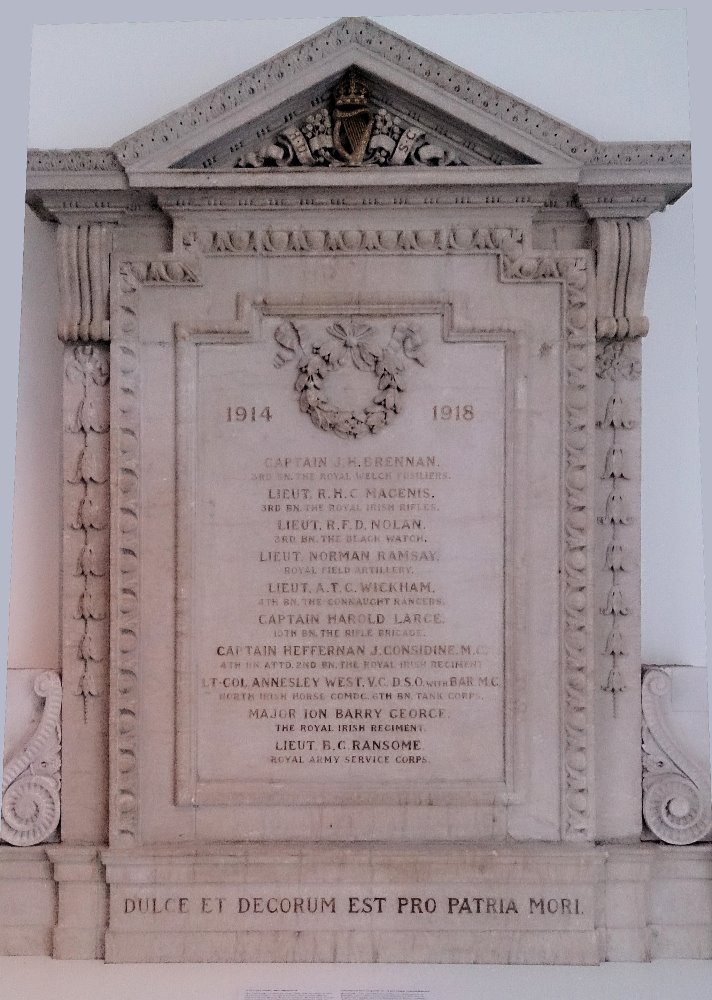 1914 1918
CAPTAIN J.H. BRENNAN.
3RD BN. THE ROYAL WELCH FUSILIERS.
LIEUT. R.H.C. MAGENIS.
3RD BN. THE ROYAL IRISH RIFLES.
LIEUT. R.F.D. NOLAN.
3RD BN. THE BLACK WATCH.
LIEUT. NORMAN RAMSAY.
ROYAL FIELD ARTILLERY.
LIEUT. A.T.C. WICKHAM.
4TH BN. THE CONNAUGHT RANGERS.
CAPTAIN HAROLD LARGE.
10TH BN. THE RIFLE BRIGADE.
CAPTAIN HEFFERNAN J. CONSIDINE. M.C.
4TH BN ATTD. 2ND BN. THE ROYAL IRISH REGIMENT
LT-COL ANNESLEY WEST. V.C. D.S.O. WITH BAR M.C.
NORTH IRISH HORSE COMDG. 6TH BN. TANK CORPS.
MAJOR ION BARRY GEORGE.
THE ROYAL IRISH REGIMENT.
LIEUT B.C. RANSOME
ROYAL ARMY SERVICE CORPS.
DULCE ET DECORUM EST PRO PATRIA MORI.